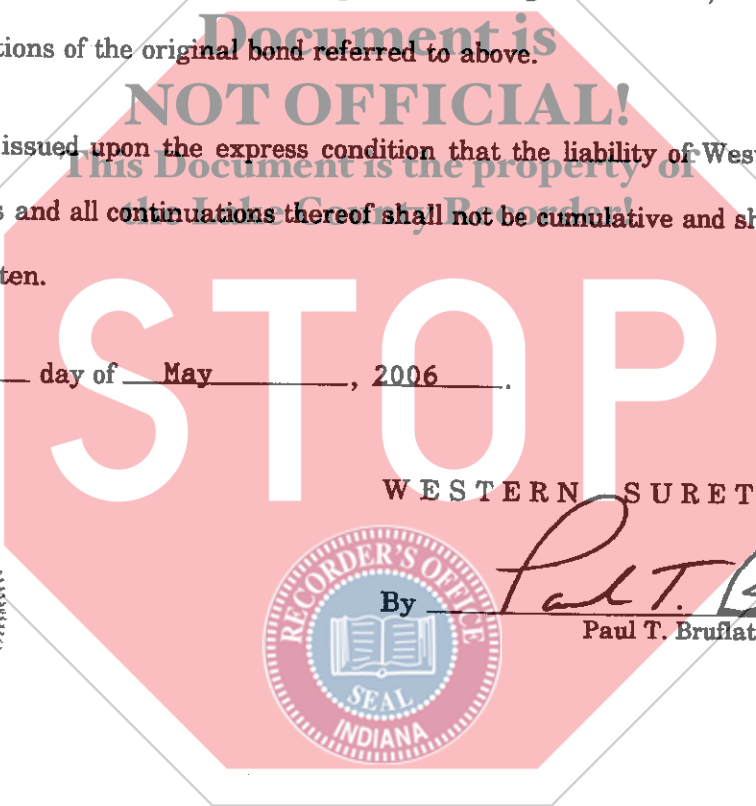 Document is
tions of the original bond referred to above.
NOT OFFICIAL!
issued upon the express condition that the liability of Wes
This Document is the property of
s and all continuations thereof shall not be cumulative and sh
the Lake County Recorder!
ten.
STOP
day of May, 2006.
WESTERN SURET
RECORDER'S OFFICE
SEAL
INDIANA
By Paul T.
Paul T. Bruflat